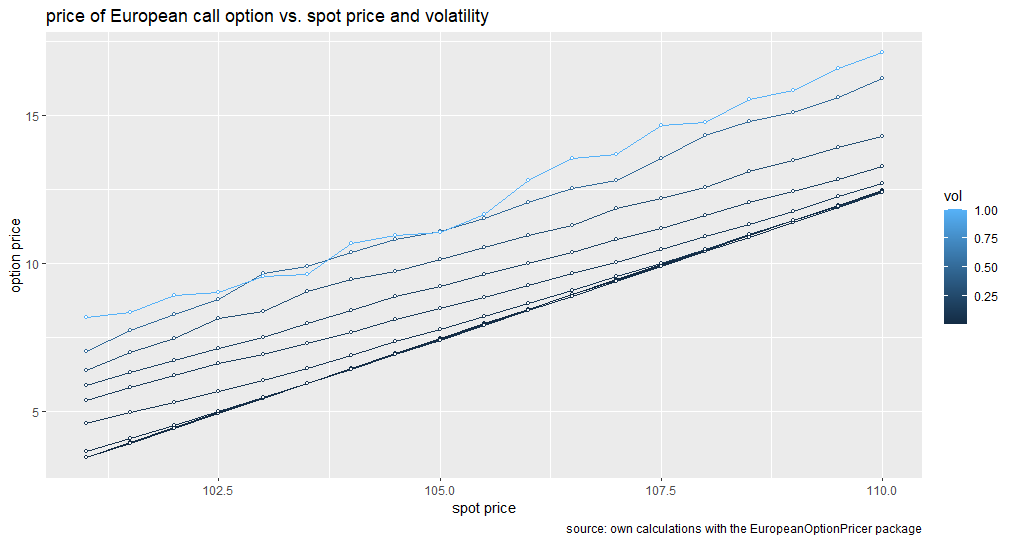 price of European call option vs. spot price and volatility
15
10
5
option price
102.5
105.0
107.5
110.0
spot price
vol
1.00
0.75
0.50
0.25
source: own calculations with the EuropeanOptionPricer package